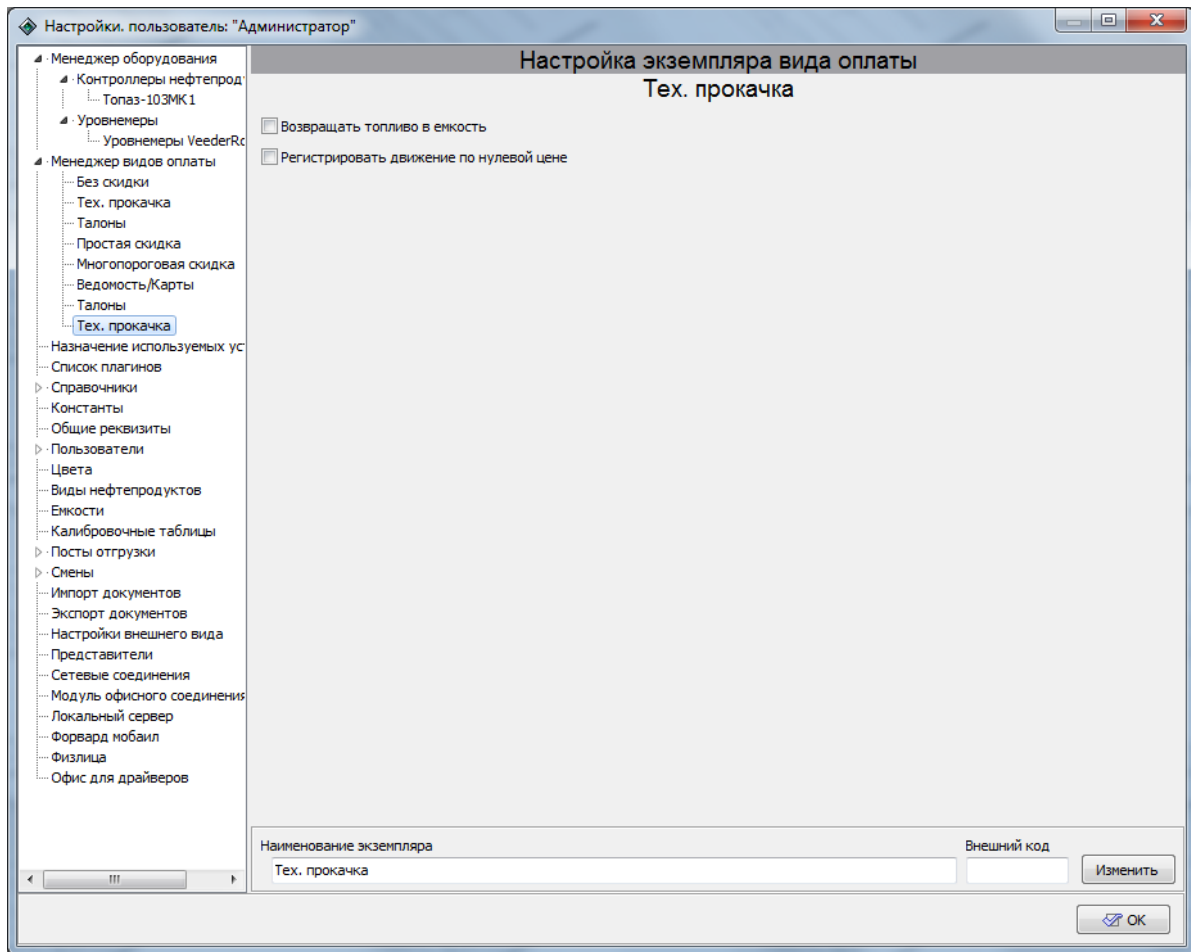 Настройки. пользователь: "Администратор"
Менеджер оборудования
Контроллеры нефтепрод
Топаз-103МК1
Уровнемеры
Уровнемеры VeederRo
Менеджер видов оплаты
Без скидки
Тех. прокачка
Талоны
Простая скидка
Многопороговая скидка
Ведомость/Карты
Талоны
Тех. прокачка
Назначение используемых ус
Список плагинов
Справочники
Константы
Общие реквизиты
Пользователи
Цвета
Виды нефтепродуктов
Емкости
Калибровочные таблицы
Посты отгрузки
Смены
Импорт документов
Экспорт документов
Настройки внешнего вида
Представители
Сетевые соединения
Модуль офисного соединения
Локальный сервер
Форвард мобаил
Физлица
Офис для драйверов
Настройка экземпляра вида оплаты
Тех. прокачка
Возвращать топливо в емкость
Регистрировать движение по нулевой цене
Наименование экземпляра Внешний код
Тех. прокачка Изменить
ОК